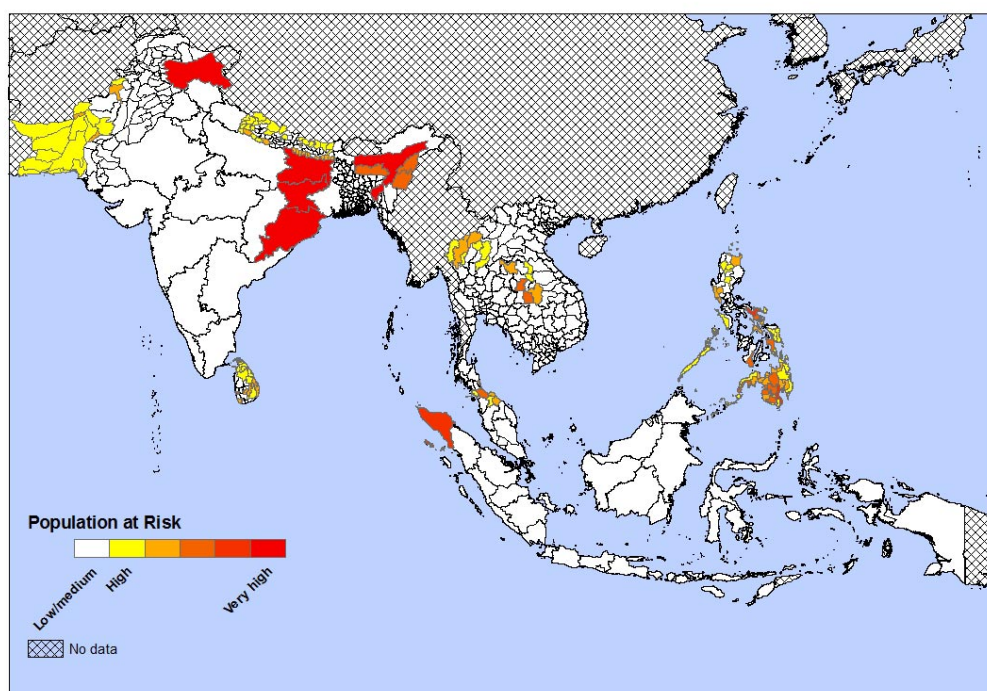 Population at Risk
Low/medium
High
Very high
No data